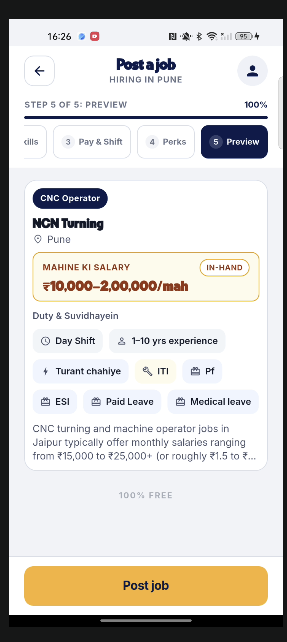 16:26
95
Post a job
HIRING IN PUNE
STEP 5 OF 5: PREVIEW
100%
kills
3 Pay & Shift
4 Perks
5 Preview
CNC Operator
NCN Turning
Pune
MAHINE KI SALARY
IN-HAND
₹10,000–2,00,000/mah
Duty & Suvidhayein
Day Shift
1–10 yrs experience
Turant chahiye
ITI
Pf
ESI
Paid Leave
Medical leave
CNC turning and machine operator jobs in
Jaipur typically offer monthly salaries ranging
from ₹15,000 to ₹25,000+ (or roughly ₹1.5 to ₹...
100% FREE
Post job